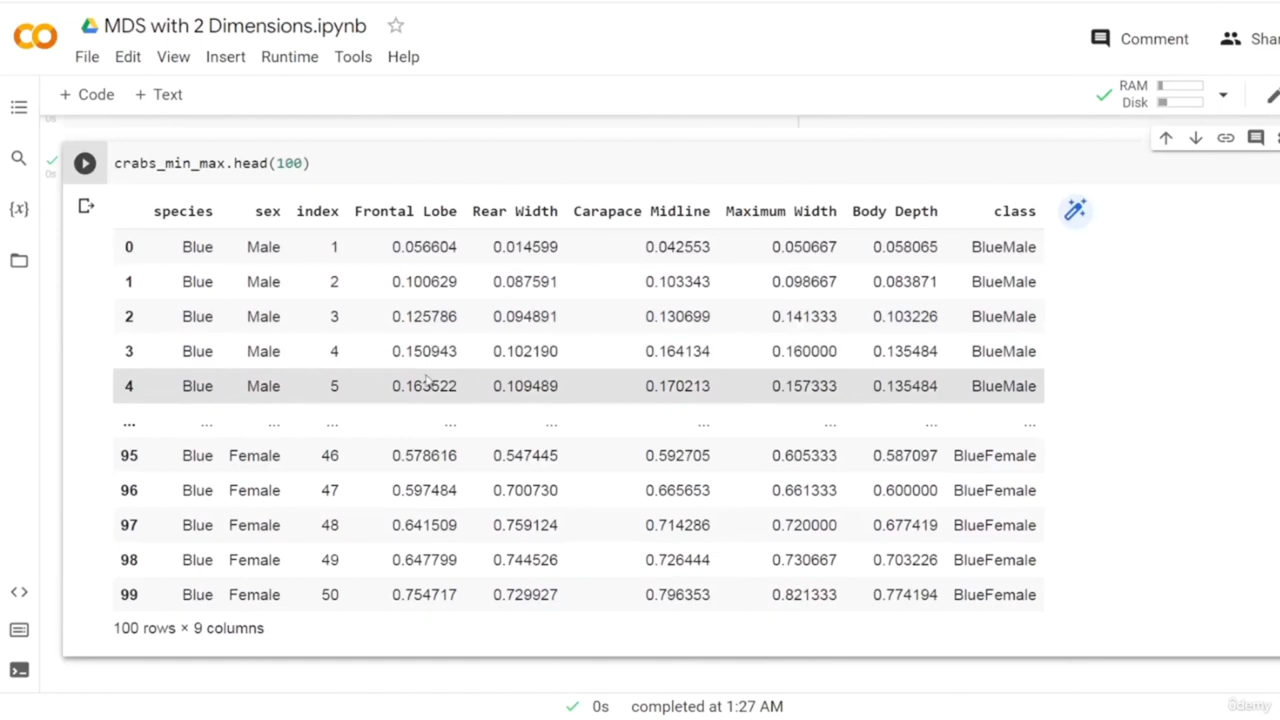 MDS with 2 Dimensions.ipynb
Comment
Shar
File Edit View Insert Runtime Tools Help
+ Code + Text
RAM
Disk
0s
0s
crabs_min_max.head(100)
{x}
species sex index Frontal Lobe Rear Width Carapace Midline Maximum Width Body Depth class
0 Blue Male 1 0.056604 0.014599 0.042553 0.050667 0.058065 BlueMale
1 Blue Male 2 0.100629 0.087591 0.103343 0.098667 0.083871 BlueMale
2 Blue Male 3 0.125786 0.094891 0.130699 0.141333 0.103226 BlueMale
3 Blue Male 4 0.150943 0.102190 0.164134 0.160000 0.135484 BlueMale
4 Blue Male 5 0.163522 0.109489 0.170213 0.157333 0.135484 BlueMale
... ... ... ... ... ... ... ... ... ...
95 Blue Female 46 0.578616 0.547445 0.592705 0.605333 0.587097 BlueFemale
96 Blue Female 47 0.597484 0.700730 0.665653 0.661333 0.600000 BlueFemale
97 Blue Female 48 0.641509 0.759124 0.714286 0.720000 0.677419 BlueFemale
98 Blue Female 49 0.647799 0.744526 0.726444 0.730667 0.703226 BlueFemale
99 Blue Female 50 0.754717 0.729927 0.796353 0.821333 0.774194 BlueFemale
100 rows × 9 columns
0s completed at 1:27 AM
ûdemy